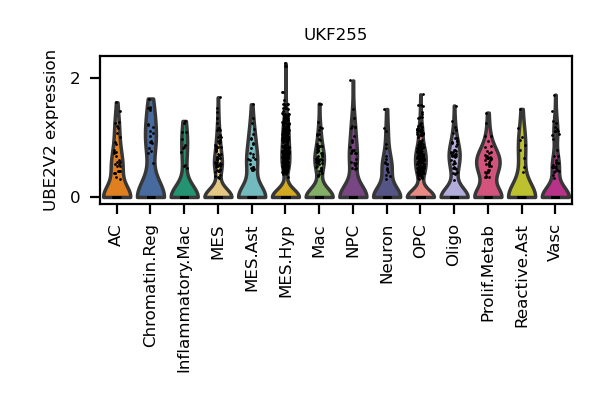 UKF255
UBE2V2 expression
2
0
AC
Chromatin.Reg
Inflammatory.Mac
MES
MES.Ast
MES.Hyp
Mac
NPC
Neuron
OPC
Oligo
Prolif.Metab
Reactive.Ast
Vasc